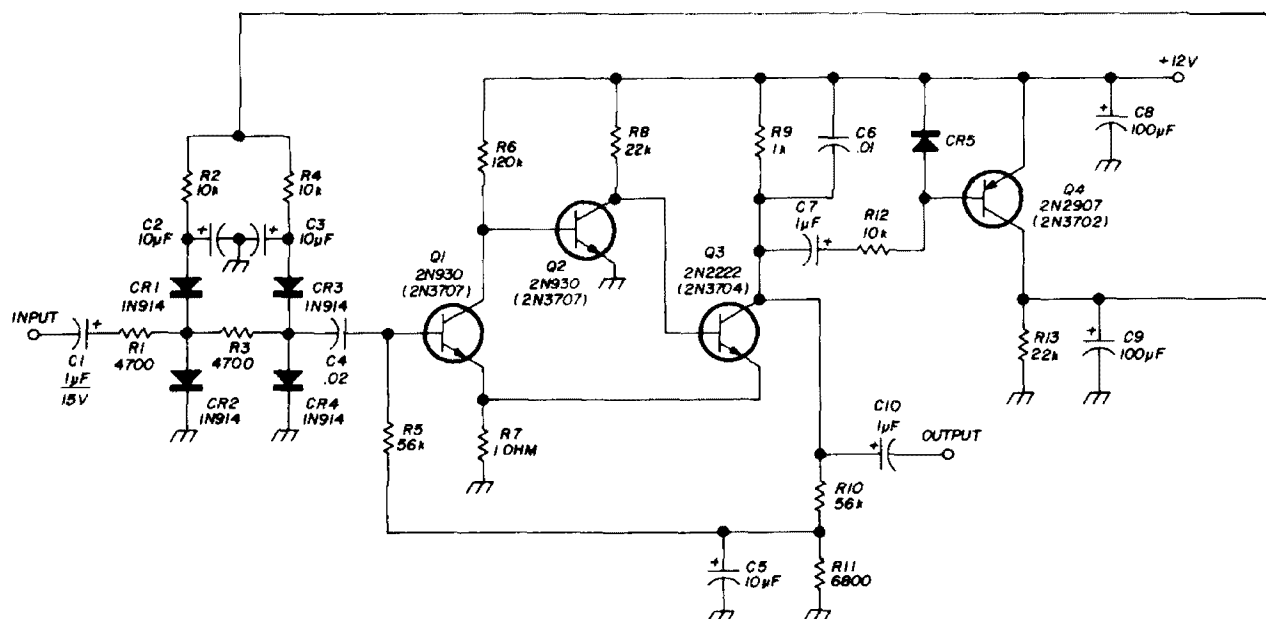 +12V
R2
10k
R4
10k
C2
10µF
C3
10µF
CR1
1N914
CR3
1N914
INPUT
C1
1µF
15V
R1
4700
R3
4700
C4
.02
CR2
1N914
CR4
1N914
R5
56k
R6
120k
Q1
2N930
(2N3707)
R7
1 OHM
R8
22k
Q2
2N930
(2N3707)
Q3
2N2222
(2N3704)
R9
1k
C6
.01
C7
1µF
R12
10k
CR5
Q4
2N2907
(2N3702)
C8
100µF
R13
22k
C9
100µF
C10
1µF
OUTPUT
R10
56k
C5
10µF
R11
6800